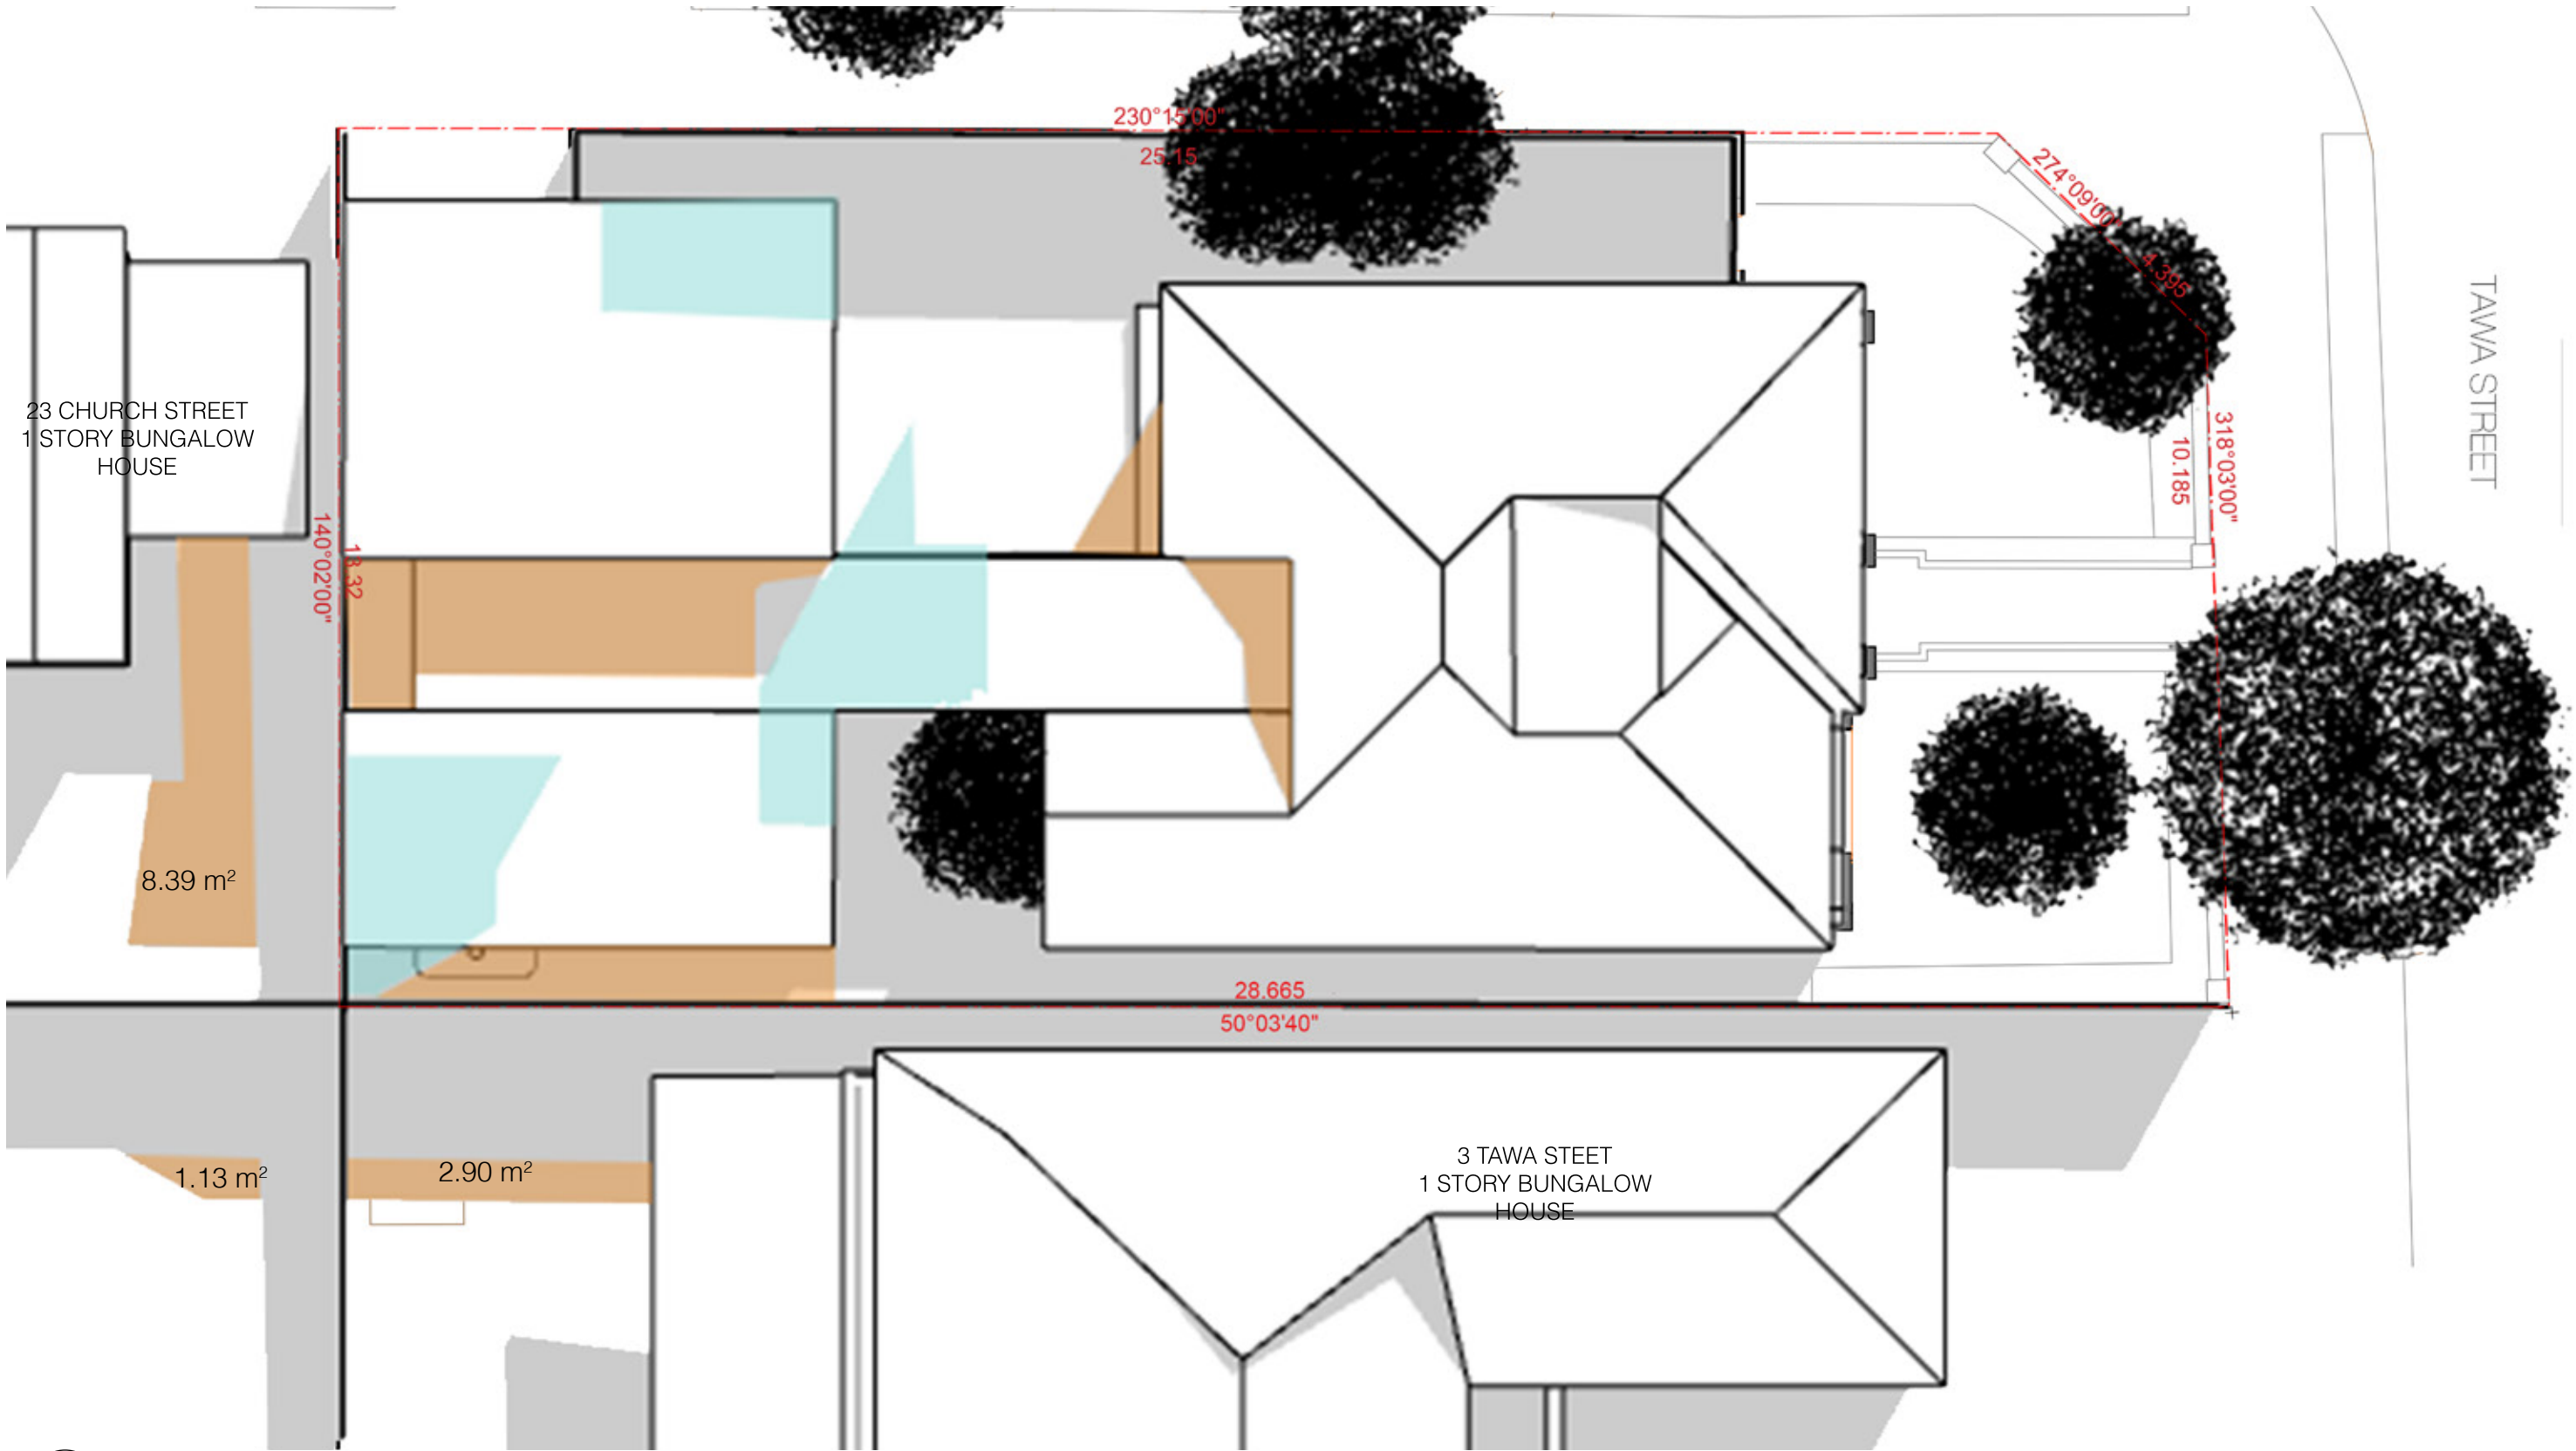 230°15'00"
25.15
274°09'00"
4.395
TAWA STREET
318°03'00"
10.185
23 CHURCH STREET
1 STORY BUNGALOW
HOUSE
140°02'00"
18.32
8.39 m²
28.665
50°03'40"
1.13 m²
2.90 m²
3 TAWA STEET
1 STORY BUNGALOW
HOUSE